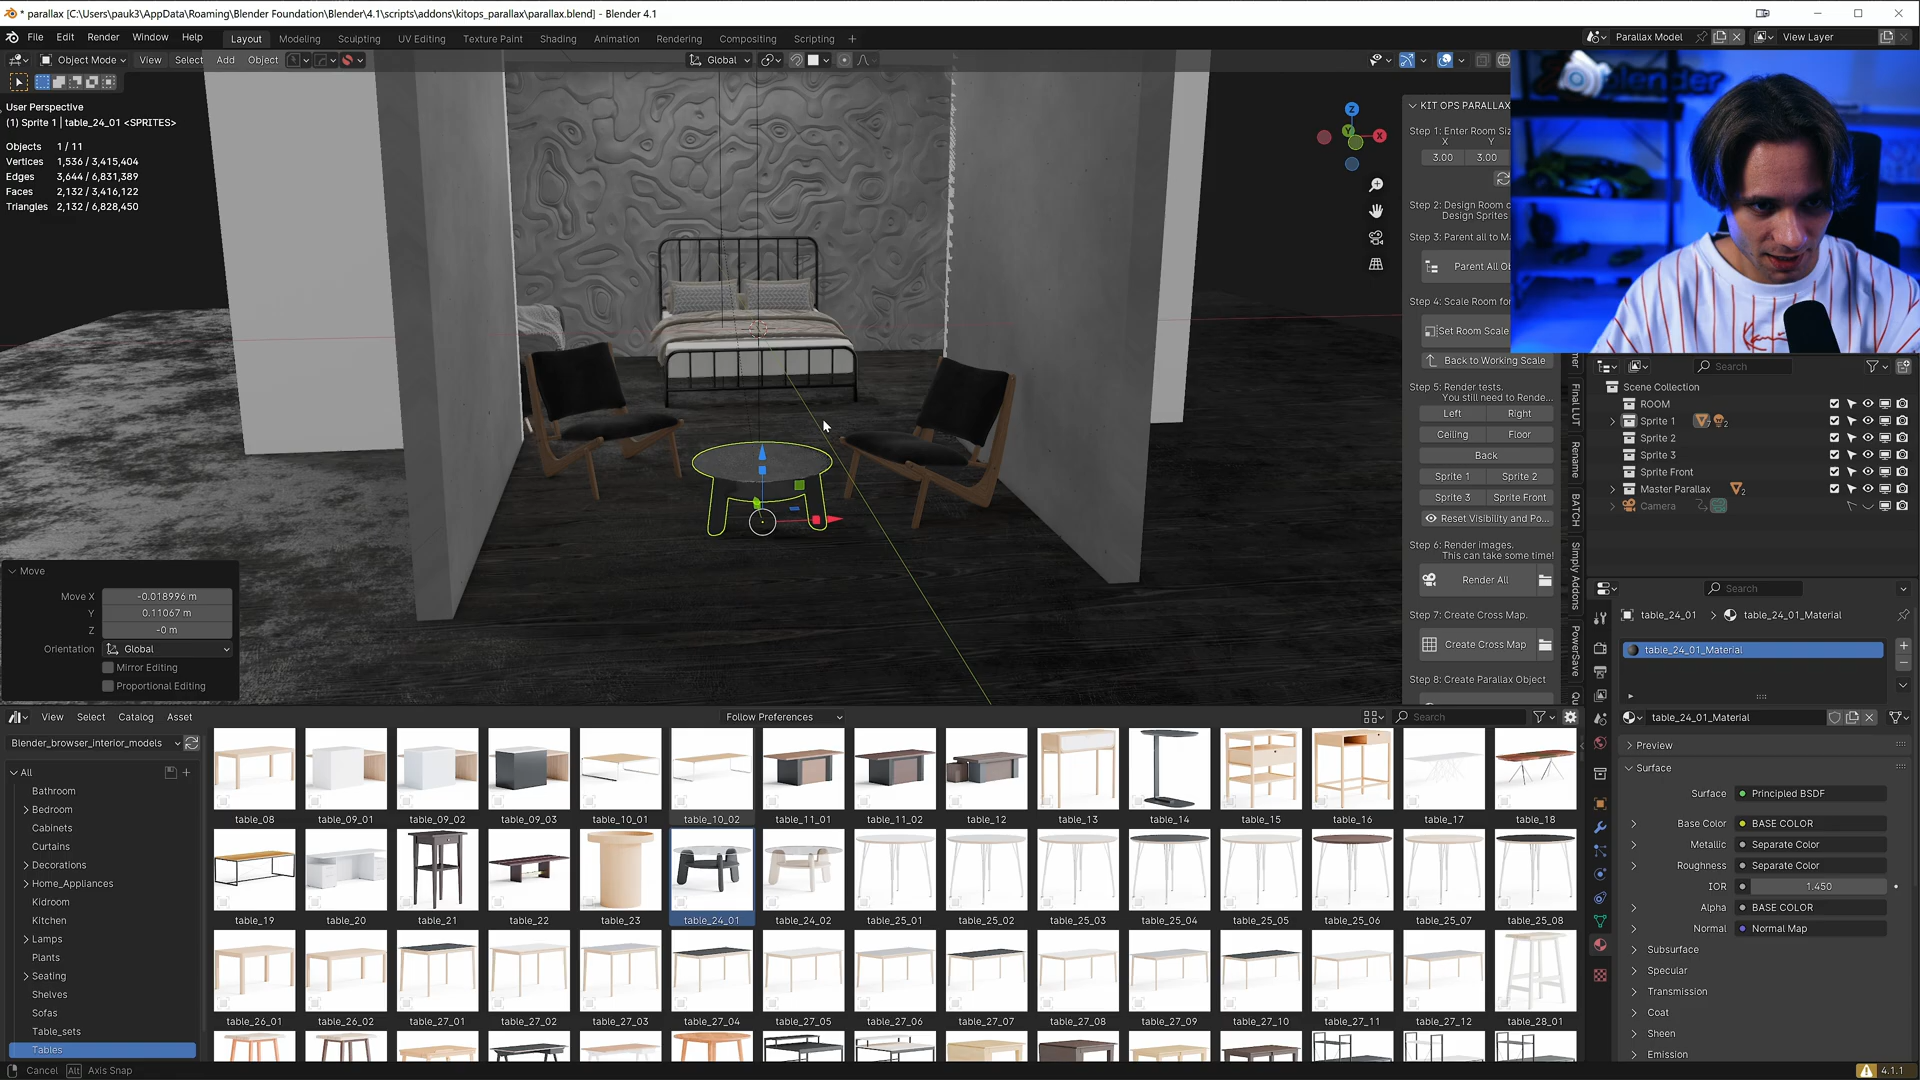 * parallax [C:\Users\pauk3\AppData\Roaming\Blender Foundation\Blender\4.1\scripts\addons\kitops_parallax\parallax.blend] - Blender 4.1
File Edit Render Window Help Layout Modeling Sculpting UV Editing Texture Paint Shading Animation Rendering Compositing Scripting + Parallax Model View Layer
Object Mode View Select Add Object Global
blender
User Perspective
(1) Sprite 1 | table_24_01 <SPRITES>
Objects 1 / 11
Vertices 1,536 / 3,415,404
Edges 3,644 / 6,831,389
Faces 2,132 / 3,416,122
Triangles 2,132 / 6,828,450
Z
X
Y
KIT OPS PARALLAX
Step 1: Enter Room Siz
X Y
3.00 3.00
Step 2: Design Room o
Design Sprites
Step 3: Parent all to Ma
Parent All Ob
Step 4: Scale Room for
Set Room Scale
Back to Working Scale
Step 5: Render tests.
You still need to Rende...
Left Right
Ceiling Floor
Back
Sprite 1 Sprite 2
Sprite 3 Sprite Front
Reset Visibility and Po...
Step 6: Render images.
This can take some time!
Render All
Step 7: Create Cross Map.
Create Cross Map
Step 8: Create Parallax Object
Final LUT
Rename
BATCH
Simply Addons
PowerSave
Search
Scene Collection
ROOM
Sprite 1
2
Sprite 2
Sprite 3
Sprite Front
Master Parallax 2
Camera
Move
Move X -0.018996 m
Y 0.11067 m
Z -0 m
Orientation Global
Mirror Editing
Proportional Editing
Search
table_24_01 > table_24_01_Material
table_24_01_Material
table_24_01_Material
Preview
Surface
Surface Principled BSDF
Base Color BASE COLOR
Metallic Separate Color
Roughness Separate Color
IOR 1.450
Alpha BASE COLOR
Normal Normal Map
Subsurface
Specular
Transmission
Coat
Sheen
Emission
View Select Catalog Asset Follow Preferences Search
Blender_browser_interior_models
All
Bathroom
Bedroom
Cabinets
Curtains
Decorations
Home_Appliances
Kidroom
Kitchen
Lamps
Plants
Seating
Shelves
Sofas
Table_sets
Tables
table_08 table_09_01 table_09_02 table_09_03 table_10_01 table_10_02 table_11_01 table_11_02 table_12 table_13 table_14 table_15 table_16 table_17 table_18
table_19 table_20 table_21 table_22 table_23 table_24_01 table_24_02 table_25_01 table_25_02 table_25_03 table_25_04 table_25_05 table_25_06 table_25_07 table_25_08
table_26_01 table_26_02 table_27_01 table_27_02 table_27_03 table_27_04 table_27_05 table_27_06 table_27_07 table_27_08 table_27_09 table_27_10 table_27_11 table_27_12 table_28_01
Cancel Alt Axis Snap
4.1.1